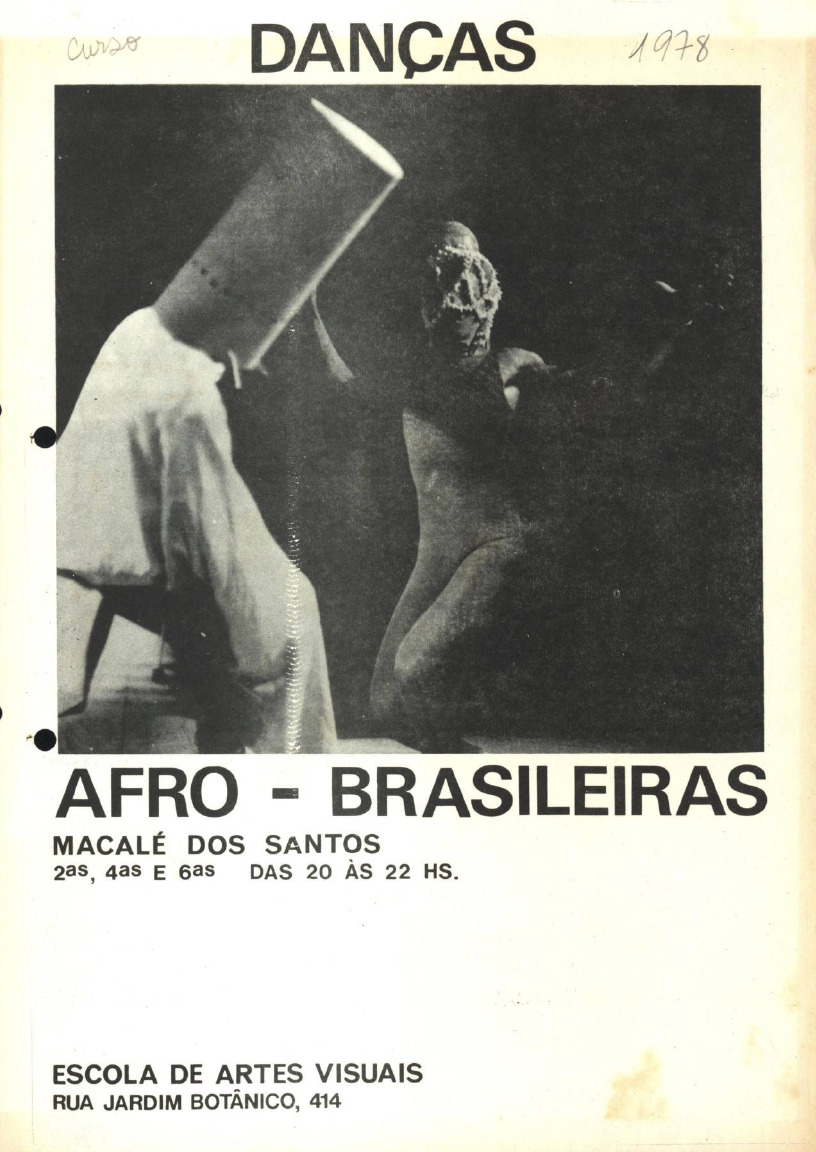 curso
DANÇAS
1978
AFRO - BRASILEIRAS
MACALÉ DOS SANTOS
2as, 4as E 6as DAS 20 ÀS 22 HS.
ESCOLA DE ARTES VISUAIS
RUA JARDIM BOTÂNICO, 414